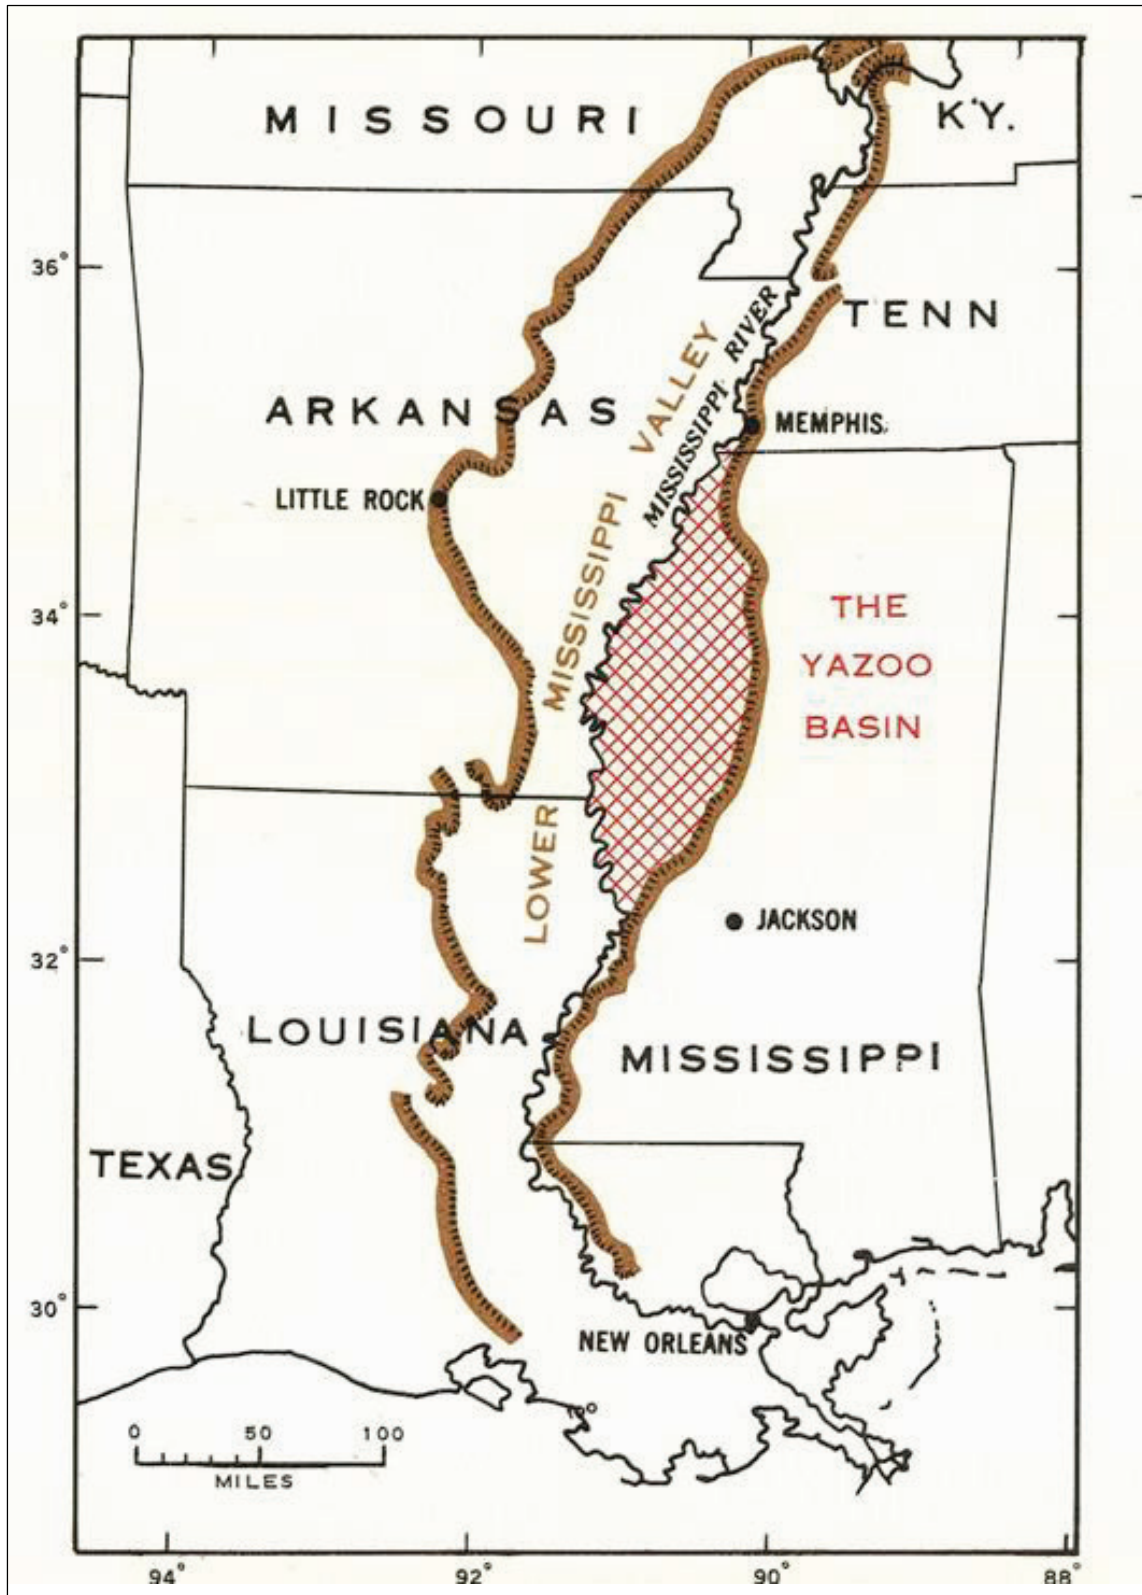 MISSOURI
KY.
36°
TENN
MISSISSIPPI RIVER
LOWER MISSISSIPPI VALLEY
ARKANSAS
MEMPHIS
LITTLE ROCK
34°
THE
YAZOO
BASIN
JACKSON
32°
LOUISIANA
MISSISSIPPI
TEXAS
30°
NEW ORLEANS
0 50 100
MILES
94° 92° 90° 88°